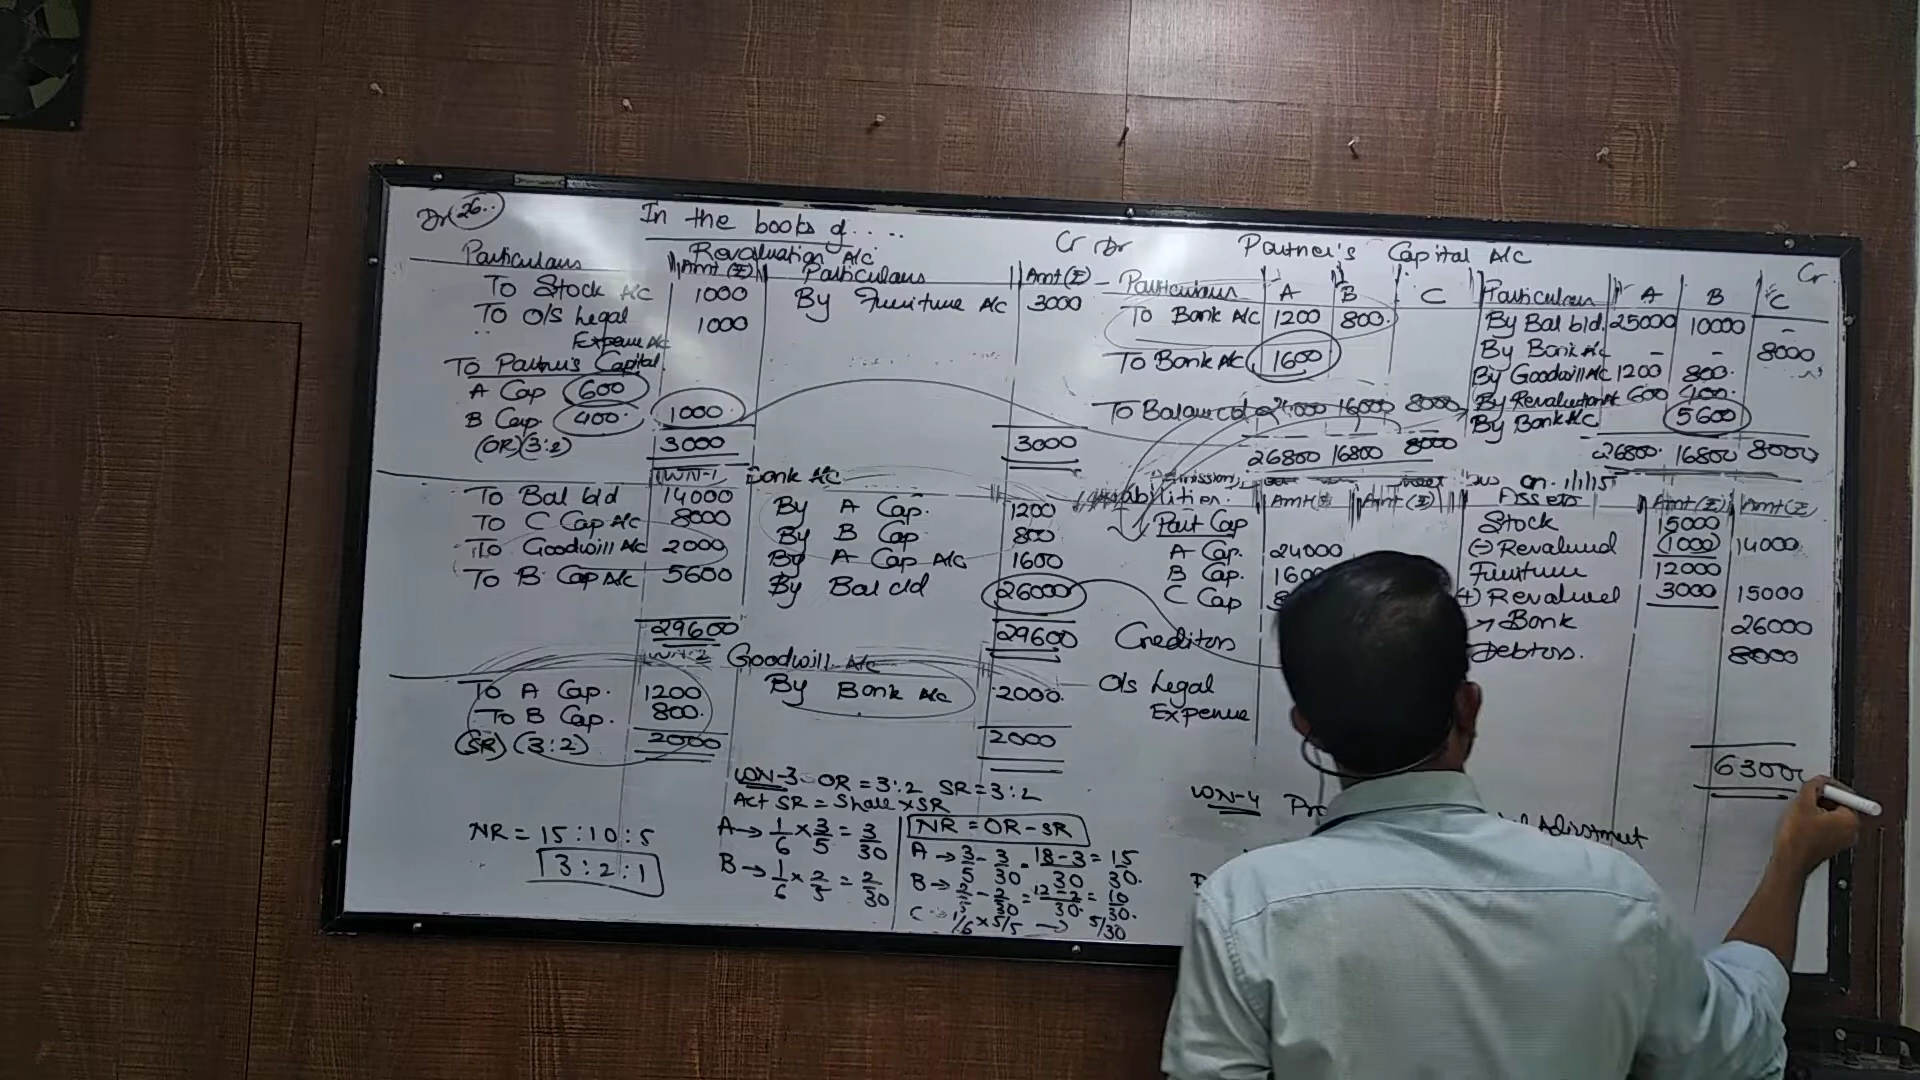 26..
In the books of....
Dr Revaluation A/c Cr
Particulars Amt (₹) Particulars Amt (₹)
To Stock A/c 1000 By Furniture A/c 3000
To O/s Legal Expense A/c 1000
To Partner's Capital
A Cap 600
B Cap. 400 1000
(OR)(3:2) 3000 3000
WN-1 Bank A/c
To Bal b/d 14000 By A Cap. 1200
To C Cap A/c 8000 By B Cap 800
To Goodwill A/c 2000 By A Cap A/c 1600
To B Cap A/c 5600 By Bal c/d 26000
29600 29600
WN-2 Goodwill A/c
To A Cap. 1200 By Bank A/c 2000
To B Cap. 800
(SR) (3:2) 2000 2000
NR = 15:10:5
3:2:1
WN-3 OR = 3:2 SR = 3:2
Act SR = Share x SR
A → 1/6 x 3/5 = 3/30
B → 1/6 x 2/5 = 2/30
NR = OR - SR
A → 3/5 - 3/30 = 18-3/30 = 15/30.
B → 2/5 - 2/30 = 12-2/30 = 10/30.
C 1/6 x 5/5 → 5/30
Dr Partner's Capital A/c Cr
Particulars A B C Particulars A B C
To Bank A/c 1200 800 By Bal b/d. 25000 10000 -
To Bank A/c 1600 By Bank A/c - - 8000
By Goodwill A/c 1200 800
By Revaluation A/c 600 400
To Balance c/d 24000 16000 8000 By Bank A/c 5600
26800 16800 8000 26800 16800 8000
on 1/1/15
Liabilities Amt (₹) Amt (₹) Assets Amt (₹) Amt (₹)
Part Cap Stock 15000
A Cap. 24000 (-) Revalued 1000 14000
B Cap. Furniture 12000
C Cap (+) Revalued 3000 15000
Creditors → Bank 26000
Debtors. 8000
O/s Legal Expense
63000
WN-4
Adjustment